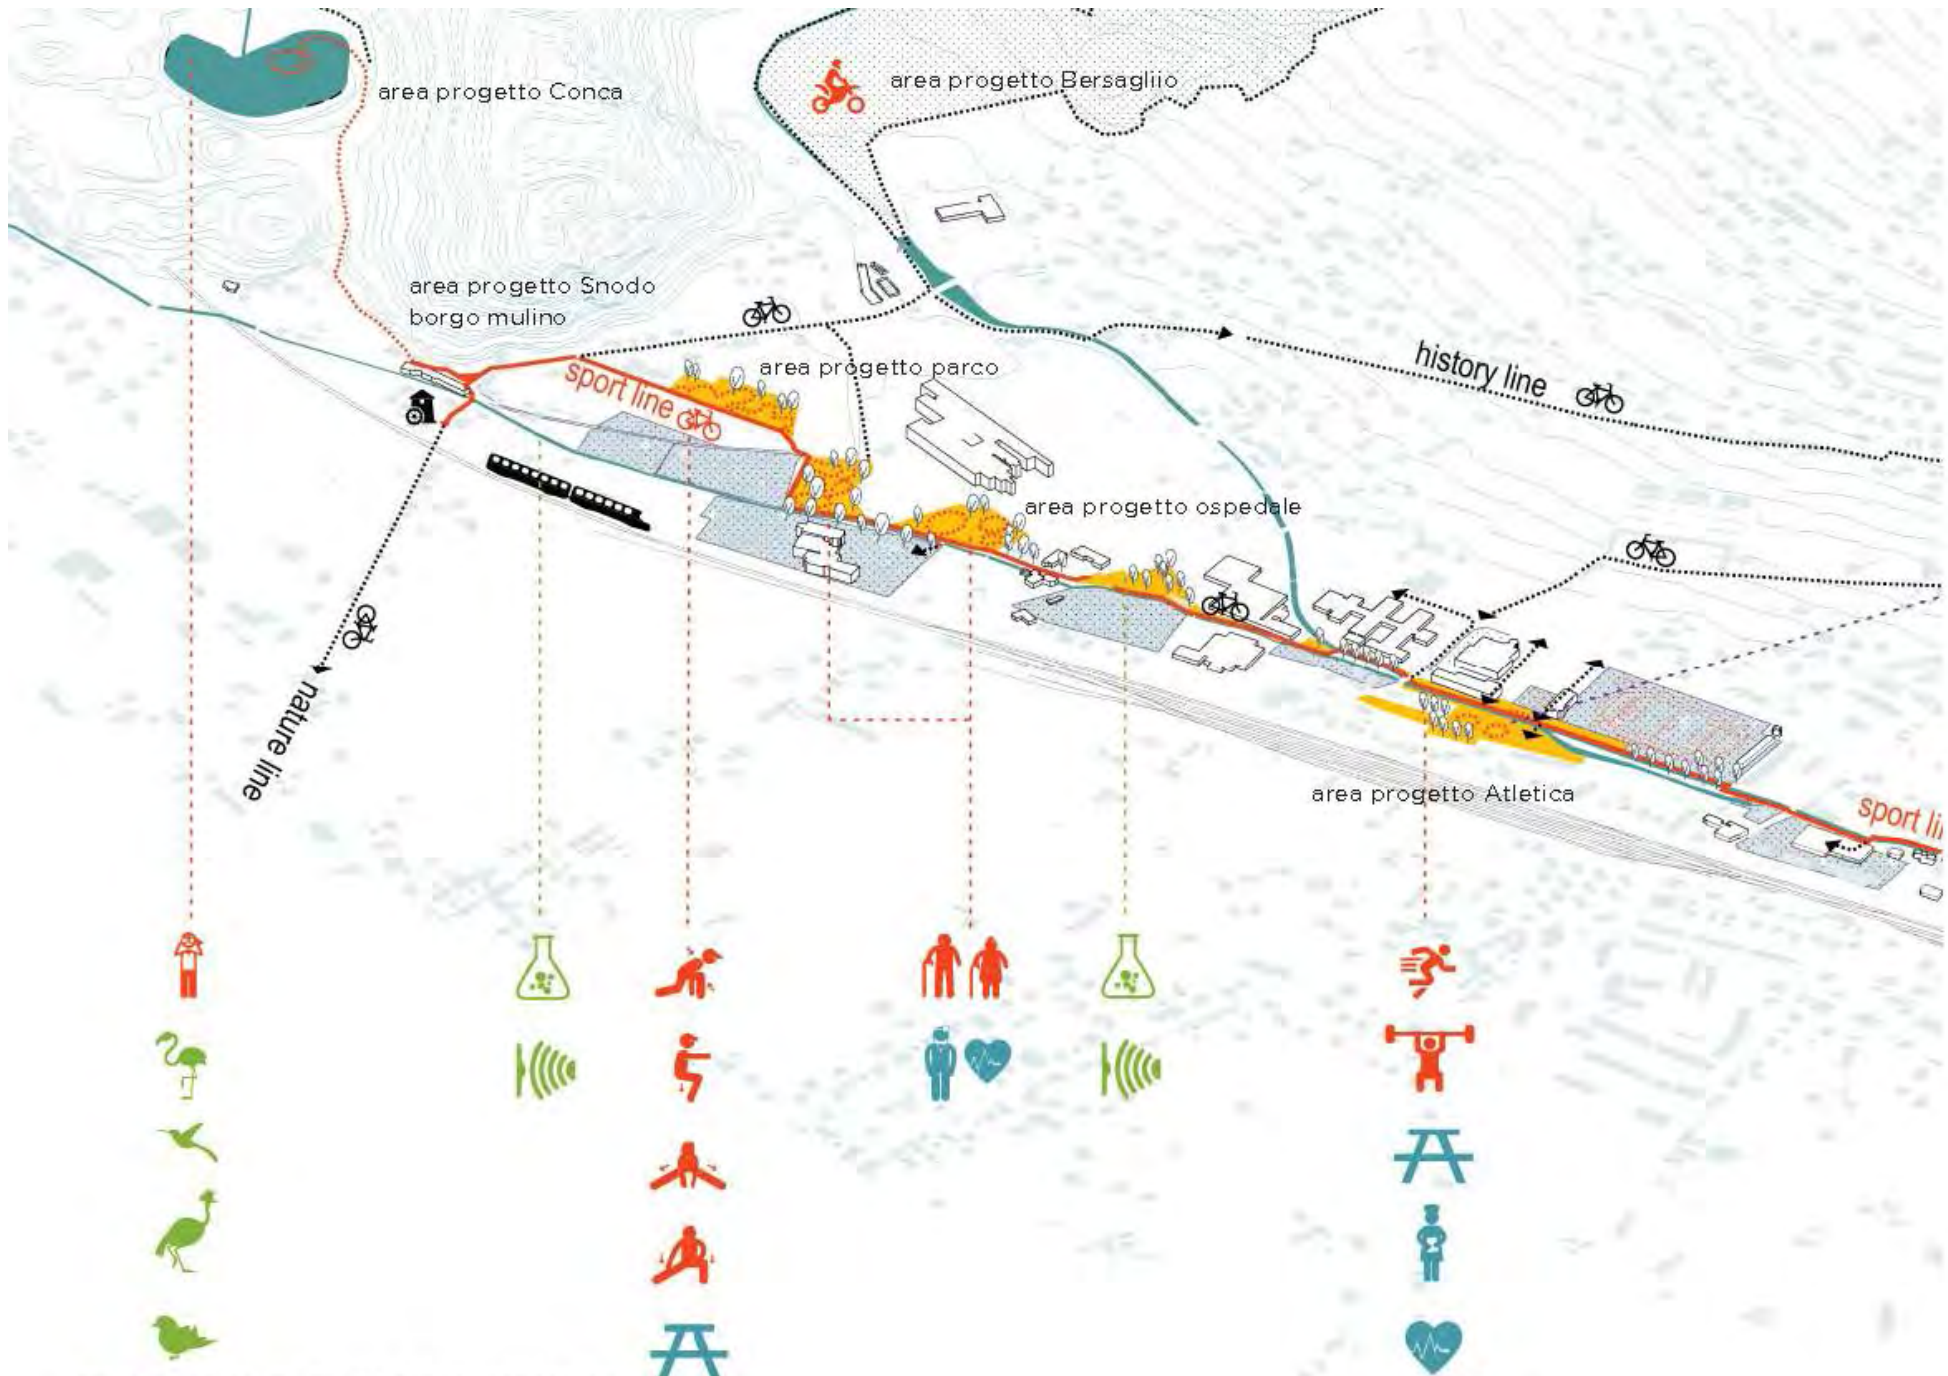 area progetto Conca
area progetto Bersagliio
area progetto Snodo
borgo mulino
history line
area progetto parco
sport line
area progetto ospedale
nature line
area progetto Atletica
sport li